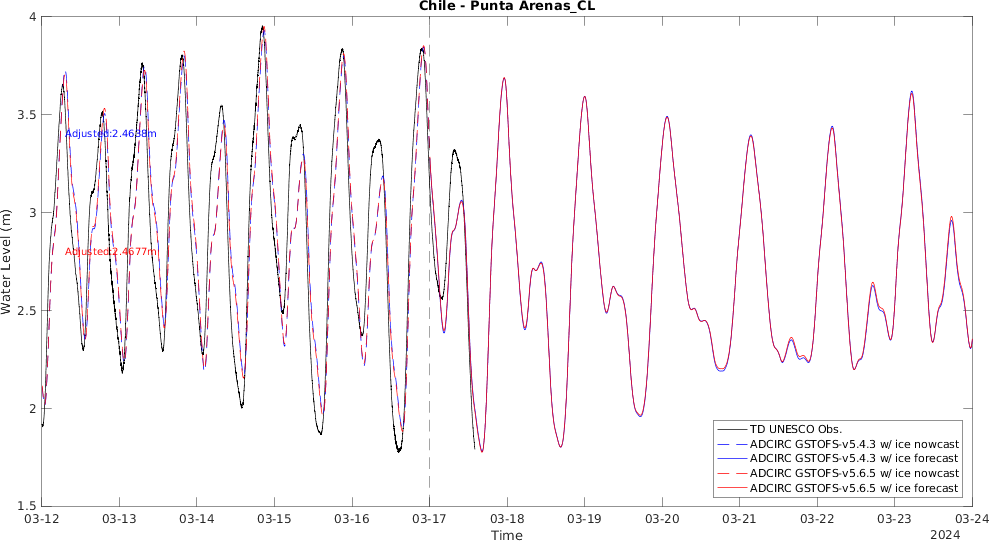 Chile - Punta Arenas_CL
Water Level (m)
4
3.5
3
2.5
2
1.5
Adjusted:2.4638m
Adjusted:2.4677m
TD UNESCO Obs.
ADCIRC GSTOFS-v5.4.3 w/ ice nowcast
ADCIRC GSTOFS-v5.4.3 w/ ice forecast
ADCIRC GSTOFS-v5.6.5 w/ ice nowcast
ADCIRC GSTOFS-v5.6.5 w/ ice forecast
03-12 03-13 03-14 03-15 03-16 03-17 03-18 03-19 03-20 03-21 03-22 03-23 03-24
Time
2024